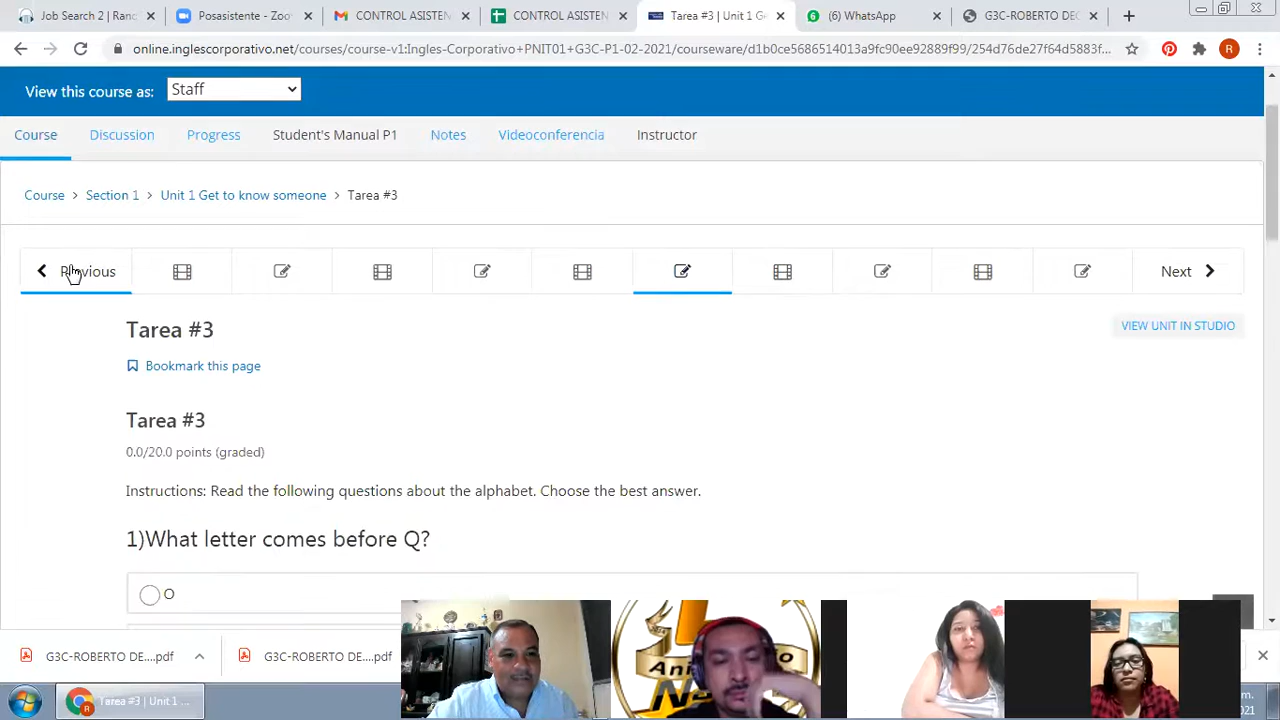 JobSearch 2 | Ranc
Posasistente - Zoo
CONTROL ASISTEN
CONTROL ASISTEN
Tarea #3 | Unit 1 G
(6) WhatsApp
G3C-ROBERTO DE
online.inglescorporativo.net/courses/course-v1:Ingles-Corporativo+PNIT01+G3C-P1-02-2021/courseware/d1b0ce5686514013a9fc90ee92889f99/254d76de27f64d5883f...
R
View this course as: Staff
Course Discussion Progress Student's Manual P1 Notes Videoconferencia Instructor
Course > Section 1 > Unit 1 Get to know someone > Tarea #3
Previous
Next
Tarea #3
VIEW UNIT IN STUDIO
Bookmark this page
Tarea #3
0.0/20.0 points (graded)
Instructions: Read the following questions about the alphabet. Choose the best answer.
1)What letter comes before Q?
O
G3C-ROBERTO DE....pdf
G3C-ROBERTO DE....pdf
Tarea #3 | Unit 1 ...